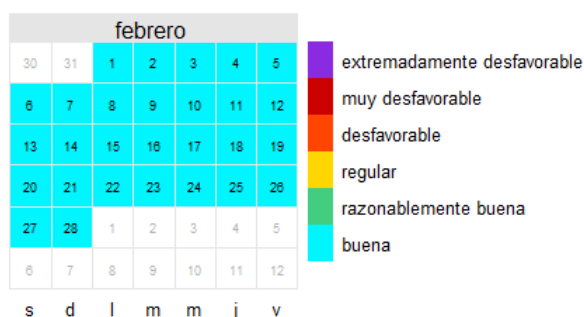 febrero
30 31 1 2 3 4 5
6 7 8 9 10 11 12
13 14 15 16 17 18 19
20 21 22 23 24 25 26
27 28 1 2 3 4 5
6 7 8 9 10 11 12
s d l m m j v
extremadamente desfavorable
muy desfavorable
desfavorable
regular
razonablemente buena
buena